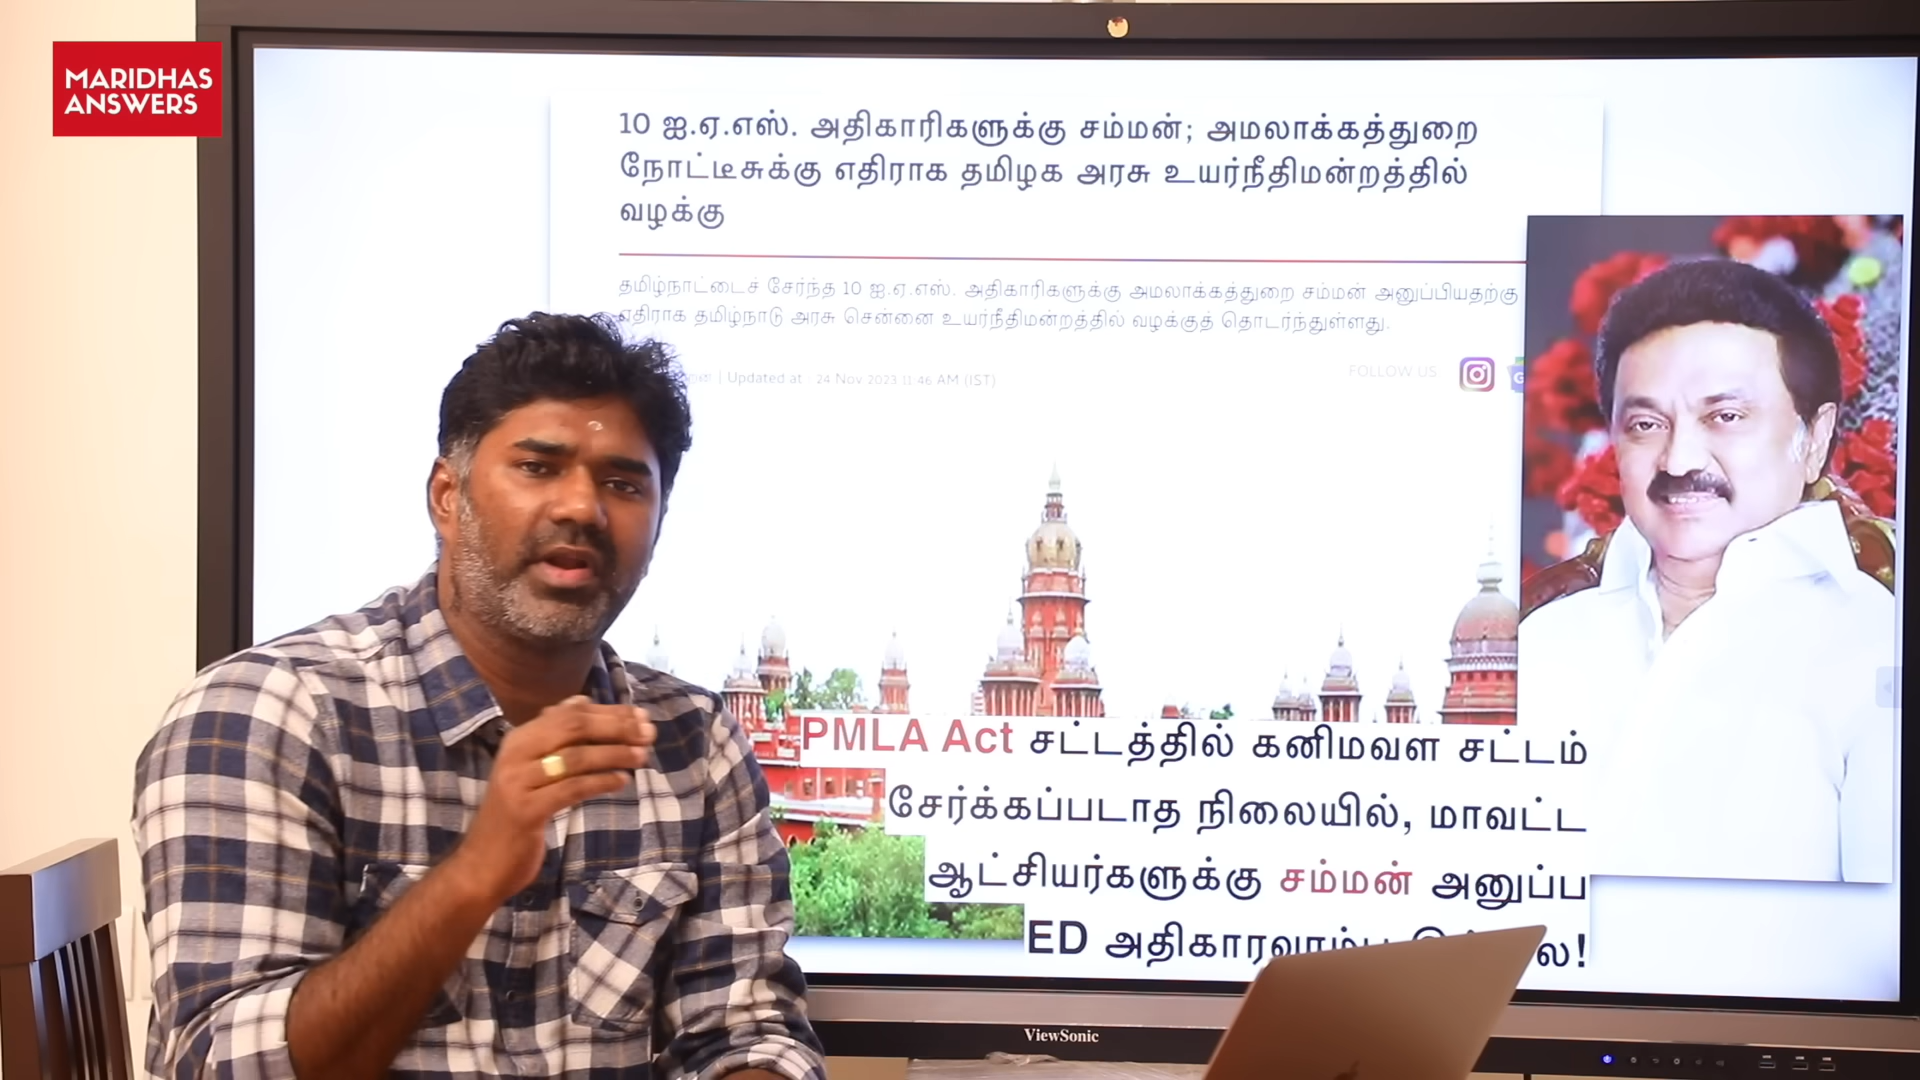 MARIDHAS
ANSWERS
10 ஐ.ஏ.எஸ். அதிகாரிகளுக்கு சம்மன்; அமலாக்கத்துறை
நோட்டீசுக்கு எதிராக தமிழக அரசு உயர்நீதிமன்றத்தில்
வழக்கு
தமிழ்நாட்டைச் சேர்ந்த 10 ஐ.ஏ.எஸ். அதிகாரிகளுக்கு அமலாக்கத்துறை சம்மன் அனுப்பியதற்கு
எதிராக தமிழ்நாடு அரசு சென்னை உயர்நீதிமன்றத்தில் வழக்குத் தொடர்ந்துள்ளது.
| Updated at : 24 Nov 2023 11:46 AM (IST)
FOLLOW US
PMLA Act சட்டத்தில் கனிமவள சட்டம்
சேர்க்கப்படாத நிலையில், மாவட்ட
ஆட்சியர்களுக்கு சம்மன் அனுப்ப
ED
ViewSonic